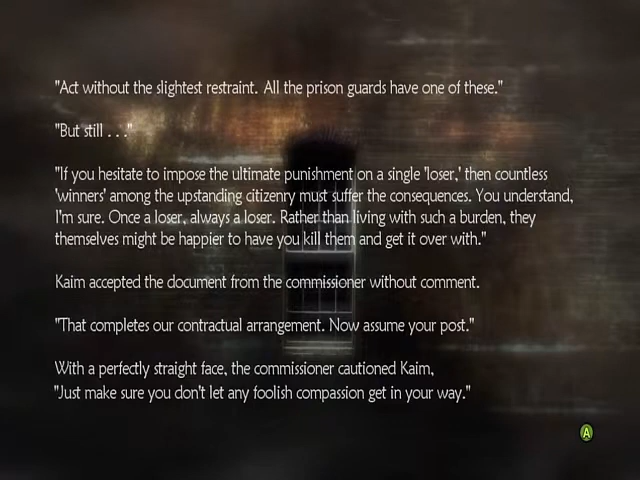 "Act without the slightest restraint. All the prison guards have one of these."
"But still . . ."
"If you hesitate to impose the ultimate punishment on a single 'loser,' then countless
'winners' among the upstanding citizenry must suffer the consequences. You understand,
I'm sure. Once a loser, always a loser. Rather than living with such a burden, they
themselves might be happier to have you kill them and get it over with."
Kaim accepted the document from the commissioner without comment.
"That completes our contractual arrangement. Now assume your post."
With a perfectly straight face, the commissioner cautioned Kaim,
"Just make sure you don't let any foolish compassion get in your way."
A